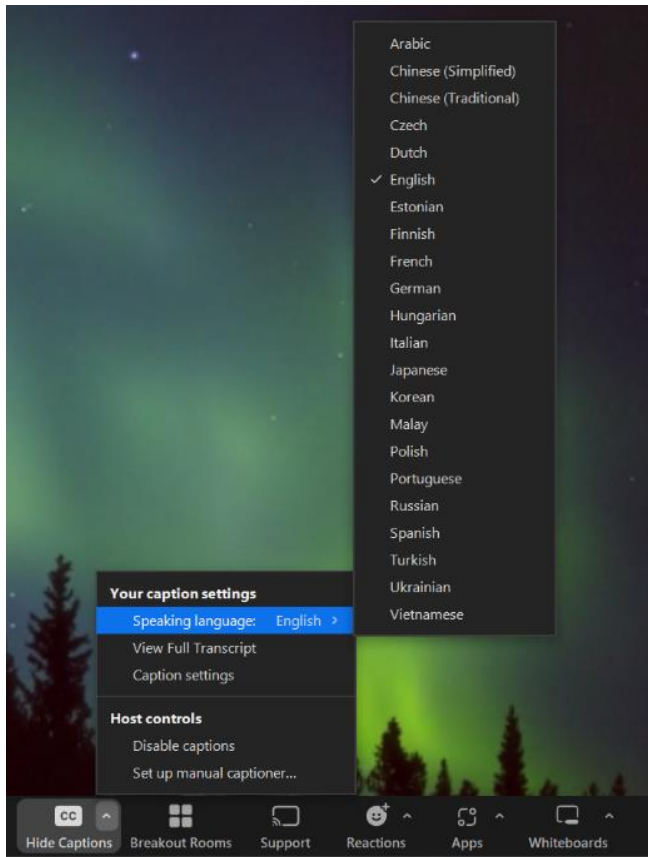 Arabic
Chinese (Simplified)
Chinese (Traditional)
Czech
Dutch
English
Estonian
Finnish
French
German
Hungarian
Italian
Japanese
Korean
Malay
Polish
Portuguese
Russian
Spanish
Turkish
Ukrainian
Vietnamese
Your caption settings
Speaking language: English
View Full Transcript
Caption settings
Host controls
Disable captions
Set up manual captioner...
CC
Hide Captions Breakout Rooms Support Reactions Apps Whiteboards